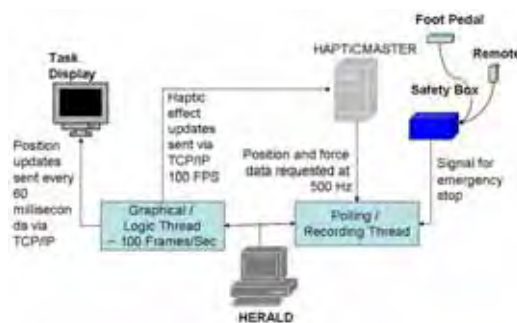 Foot Pedal
Remote
HAPTICMASTER
Task
Display
Safety Box
Haptic
effect
updates
sent via
TCP/IP
100 FPS
Position
updates
sent every
60
millisecon
ds via
TCP/IP
Position and force
data requested at
500 Hz
Signal for
emergency
stop
Graphical /
Logic Thread
~ 100 Frames/Sec
Polling /
Recording Thread
HERALD